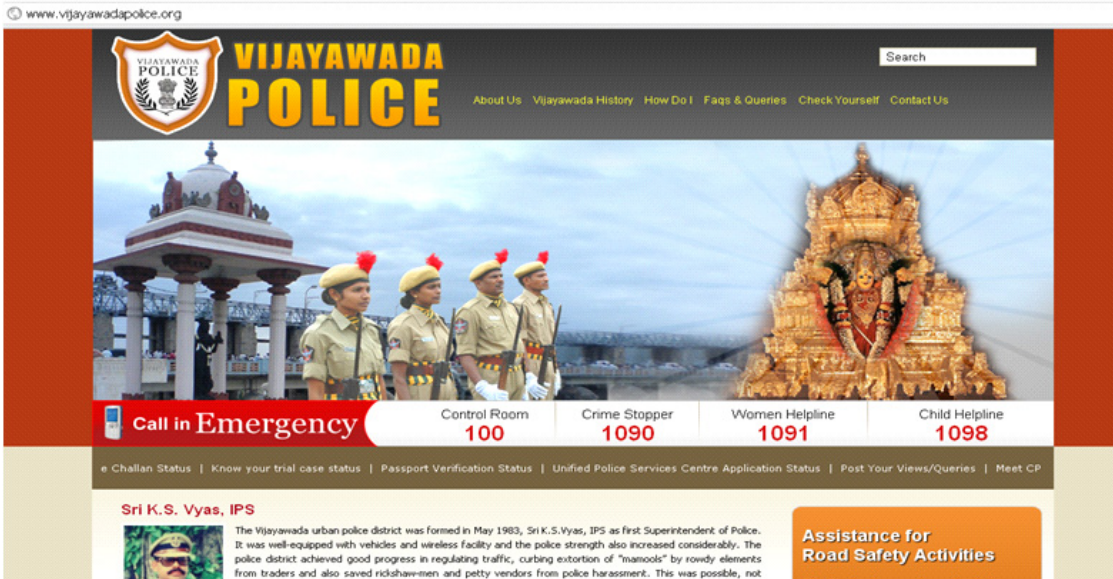 www.vijayawadapolice.org
VIJAYAWADA
POLICE
VIJAYAWADA
POLICE
Search
About Us Vijayawada History How Do I Faqs & Queries Check Yourself Contact Us
Call in Emergency
Control Room
100
Crime Stopper
1090
Women Helpline
1091
Child Helpline
1098
e Challan Status | Know your trial case status | Passport Verification Status | Unified Police Services Centre Application Status | Post Your Views/Queries | Meet CP
Sri K.S. Vyas, IPS
The Vijayawada urban police district was formed in May 1983, Sri K.S.Vyas, IPS as first Superintendent of Police.
It was well-equipped with vehicles and wireless facility and the police strength also increased considerably. The
police district achieved good progress in regulating traffic, curbing extortion of "mamools" by rowdy elements
from traders and also saved rickshaw-men and petty vendors from police harassment. This was possible, not
Assistance for
Road Safety Activities